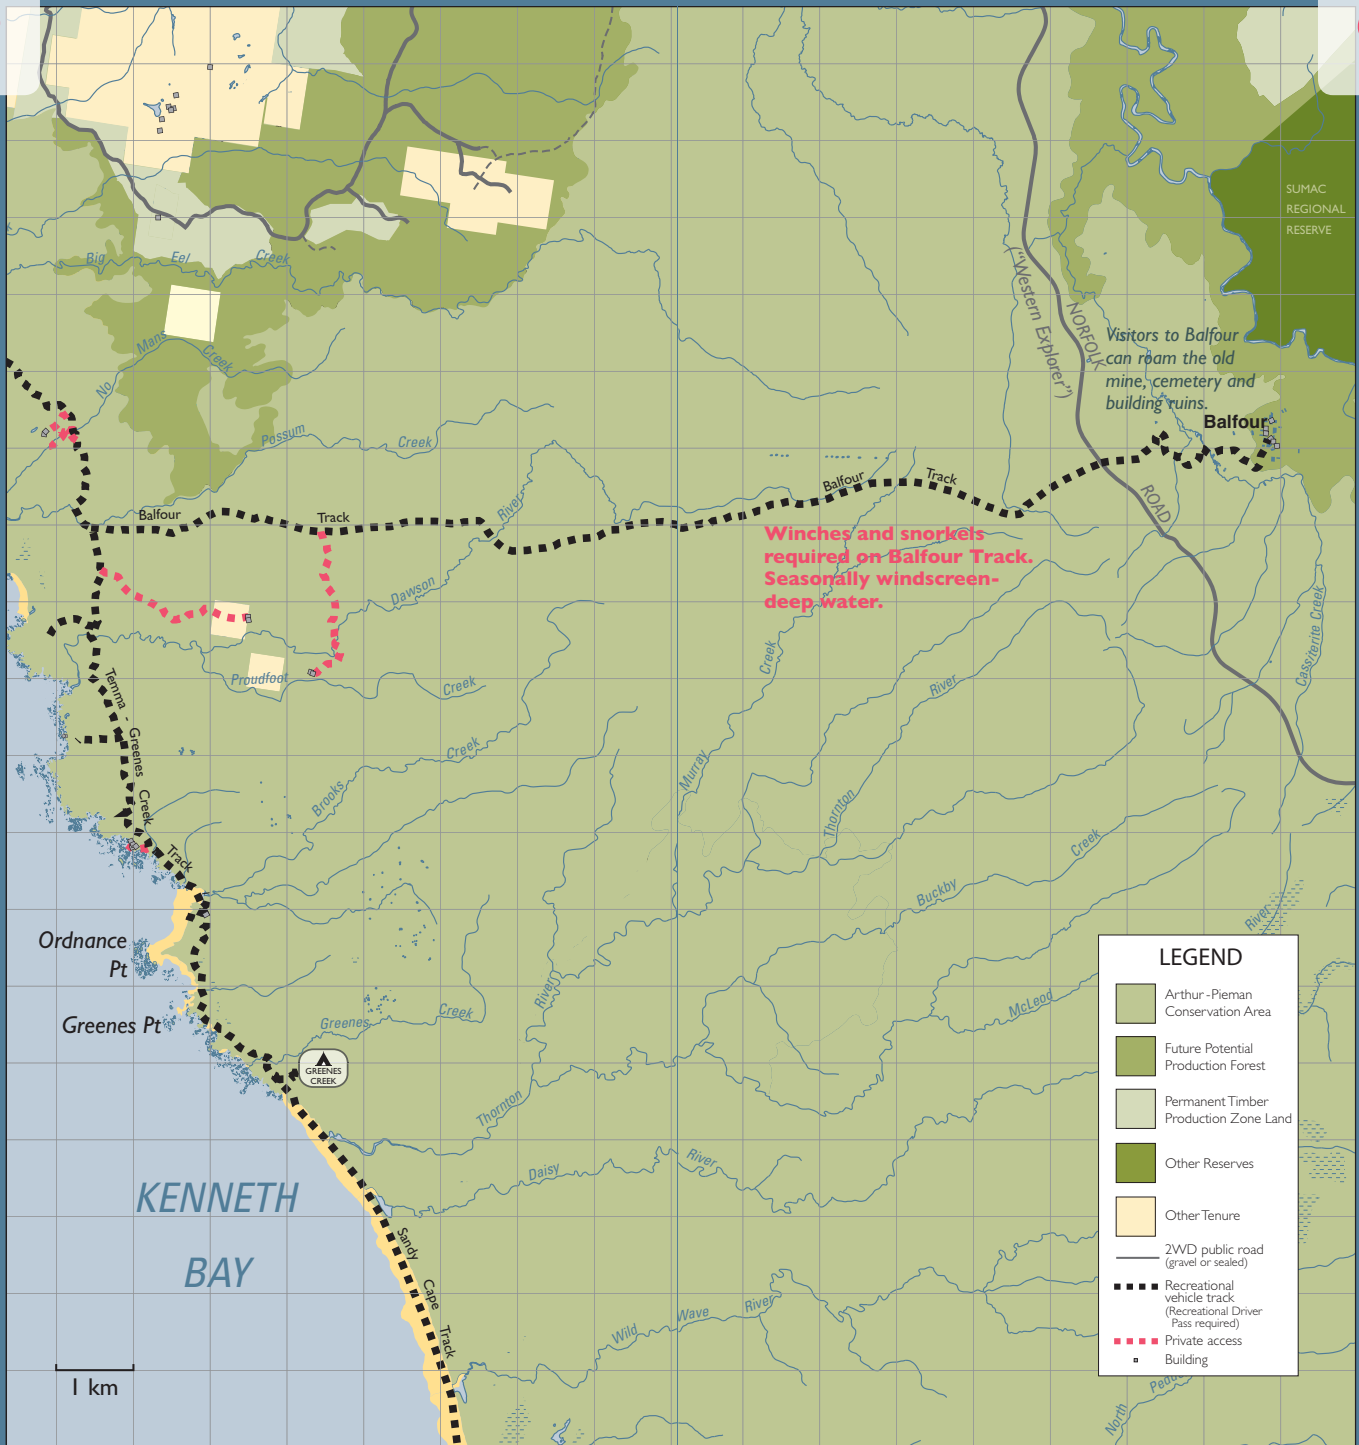 SUMAC
REGIONAL
RESERVE
Big Eel Creek
("Western Explorer")
NORFOLK
ROAD
No Mans Creek
Visitors to Balfour
can roam the old
mine, cemetery and
building ruins.
Balfour
Possum Creek
Balfour Track
Balfour Track
River
Dawson
Winches and snorkels
required on Balfour Track.
Seasonally windscreen-
deep water.
Cassiterite Creek
Creek
Murray
Proudfoot
Creek
River
Thornton
Temma - Greenes Creek Track
Creek
Brooks
Creek
Buckby
River
Ordnance
Pt
Greenes Pt
Greenes Creek
River
Thornton
McLeod
GREENES
CREEK
Daisy River
KENNETH
BAY
Sandy Cape Track
Wild Wave River
North
1 km
LEGEND
Arthur-Pieman
Conservation Area
Future Potential
Production Forest
Permanent Timber
Production Zone Land
Other Reserves
Other Tenure
2WD public road
(gravel or sealed)
Recreational
vehicle track
(Recreational Driver
Pass required)
Private access
Building